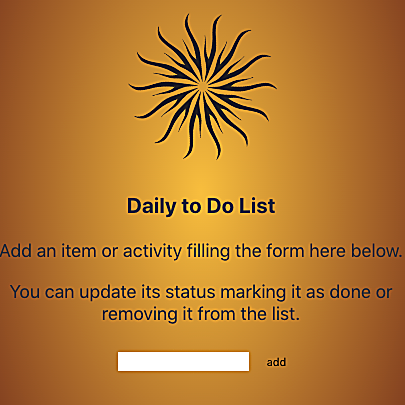 Daily to Do List
Add an item or activity filling the form here below.
You can update its status marking it as done or
removing it from the list.
add